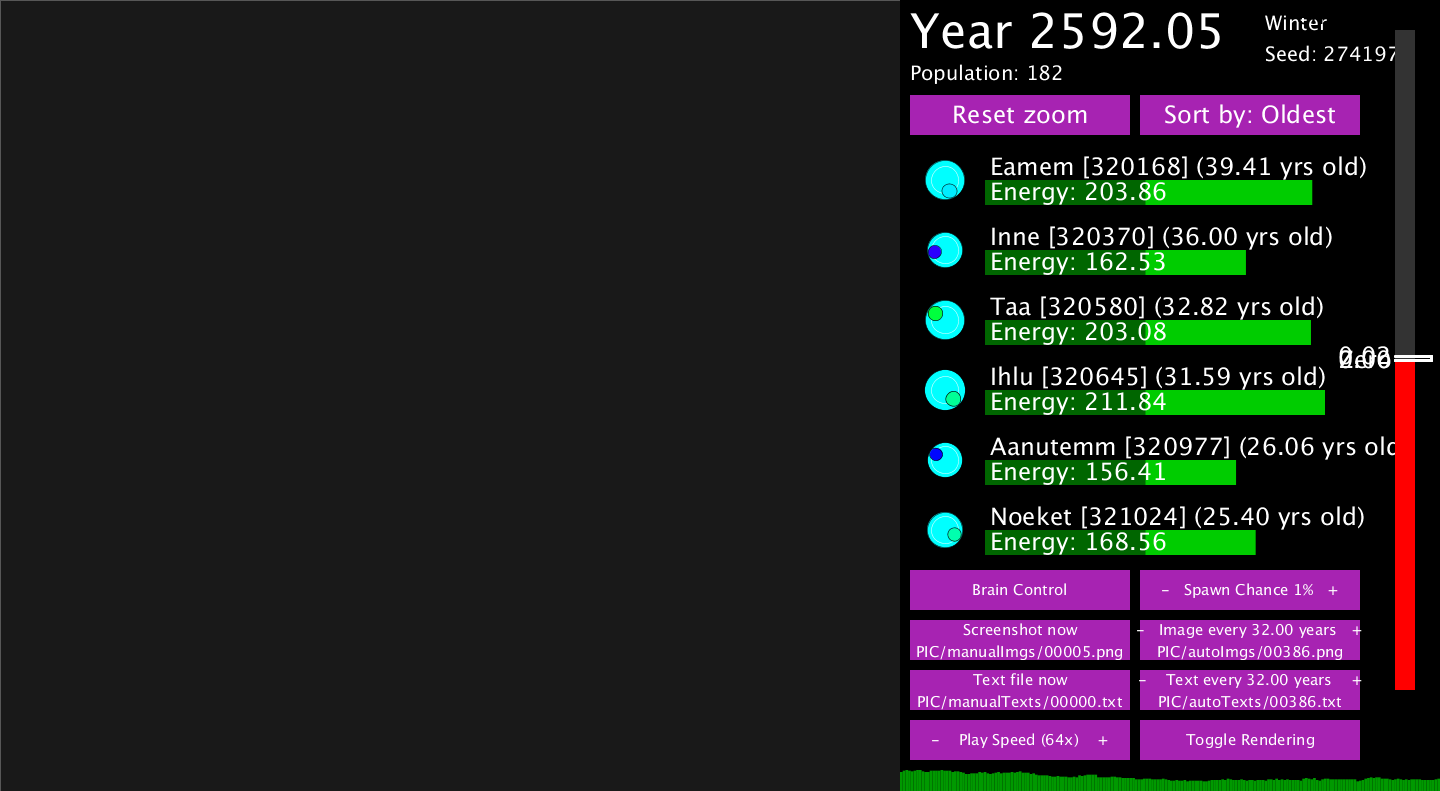 Year 2592.05
Winter
Seed: 274197
Population: 182
Reset zoom
Sort by: Oldest
Eamem [320168] (39.41 yrs old)
Energy: 203.86
Inne [320370] (36.00 yrs old)
Energy: 162.53
Taa [320580] (32.82 yrs old)
Energy: 203.08
Ihlu [320645] (31.59 yrs old)
Energy: 211.84
Aanutemm [320977] (26.06 yrs old
Energy: 156.41
Noeket [321024] (25.40 yrs old)
Energy: 168.56
Brain Control
- Spawn Chance 1% +
Screenshot now
PIC/manualImgs/00005.png
- Image every 32.00 years +
PIC/autoImgs/00386.png
Text file now
PIC/manualTexts/00000.txt
- Text every 32.00 years +
PIC/autoTexts/00386.txt
- Play Speed (64x) +
Toggle Rendering